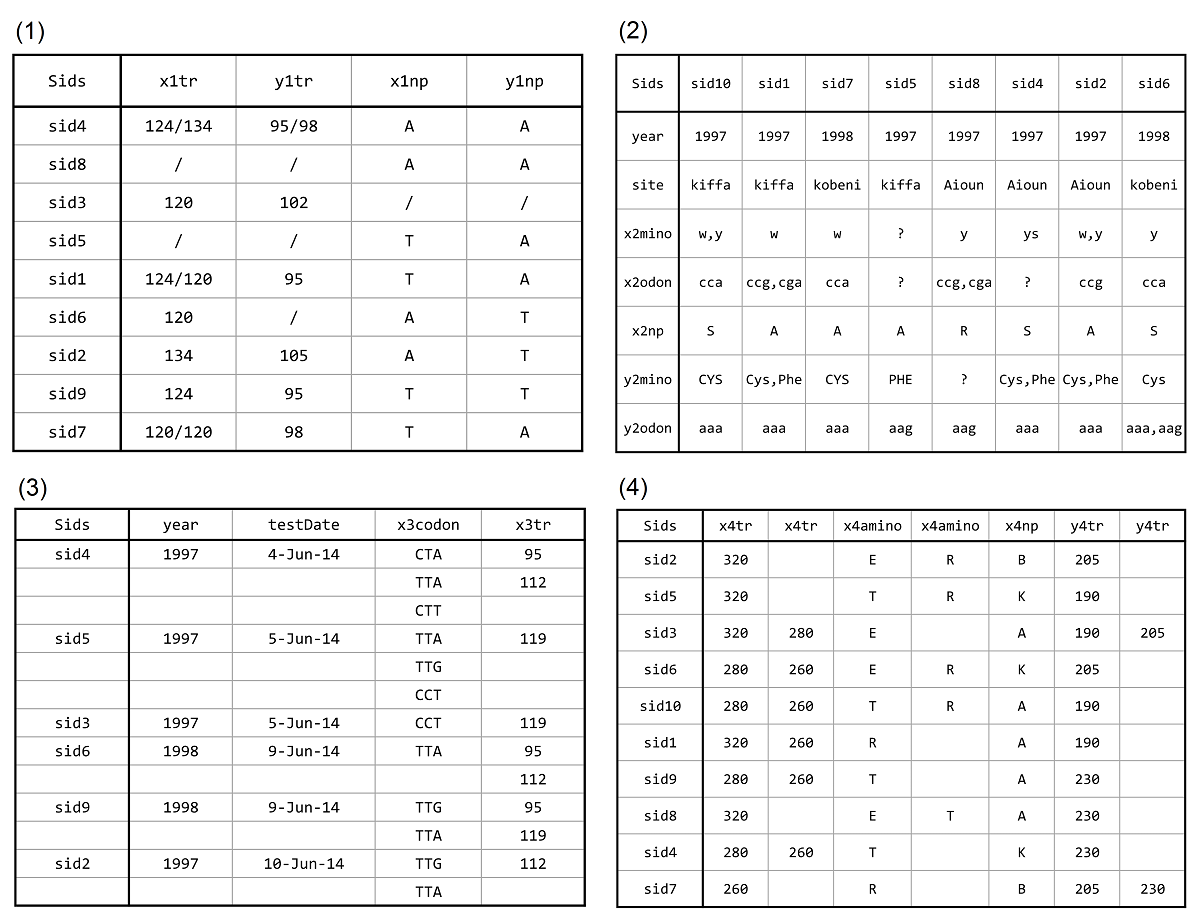 (1)
Sids x1tr y1tr x1np y1np
sid4 124/134 95/98 A A
sid8 / / A A
sid3 120 102 / /
sid5 / / T A
sid1 124/120 95 T A
sid6 120 / A T
sid2 134 105 A T
sid9 124 95 T T
sid7 120/120 98 T A
(2)
Sids sid10 sid1 sid7 sid5 sid8 sid4 sid2 sid6
year 1997 1997 1998 1997 1997 1997 1997 1998
site kiffa kiffa kobeni kiffa Aioun Aioun Aioun kobeni
x2mino w,y w w ? y ys w,y y
x2odon cca ccg,cga cca ? ccg,cga ? ccg cca
x2np S A A A R S A S
y2mino CYS Cys,Phe CYS PHE ? Cys,Phe Cys,Phe Cys
y2odon aaa aaa aaa aag aag aaa aaa aaa,aag
(3)
Sids year testDate x3codon x3tr
sid4 1997 4-Jun-14 CTA 95
TTA 112
CTT
sid5 1997 5-Jun-14 TTA 119
TTG
CCT
sid3 1997 5-Jun-14 CCT 119
sid6 1998 9-Jun-14 TTA 95
112
sid9 1998 9-Jun-14 TTG 95
TTA 119
sid2 1997 10-Jun-14 TTG 112
TTA
(4)
Sids x4tr x4tr x4amino x4amino x4np y4tr y4tr
sid2 320 E R B 205
sid5 320 T R K 190
sid3 320 280 E A 190 205
sid6 280 260 E R K 205
sid10 280 260 T R A 190
sid1 320 260 R A 190
sid9 280 260 T A 230
sid8 320 E T A 230
sid4 280 260 T K 230
sid7 260 R B 205 230